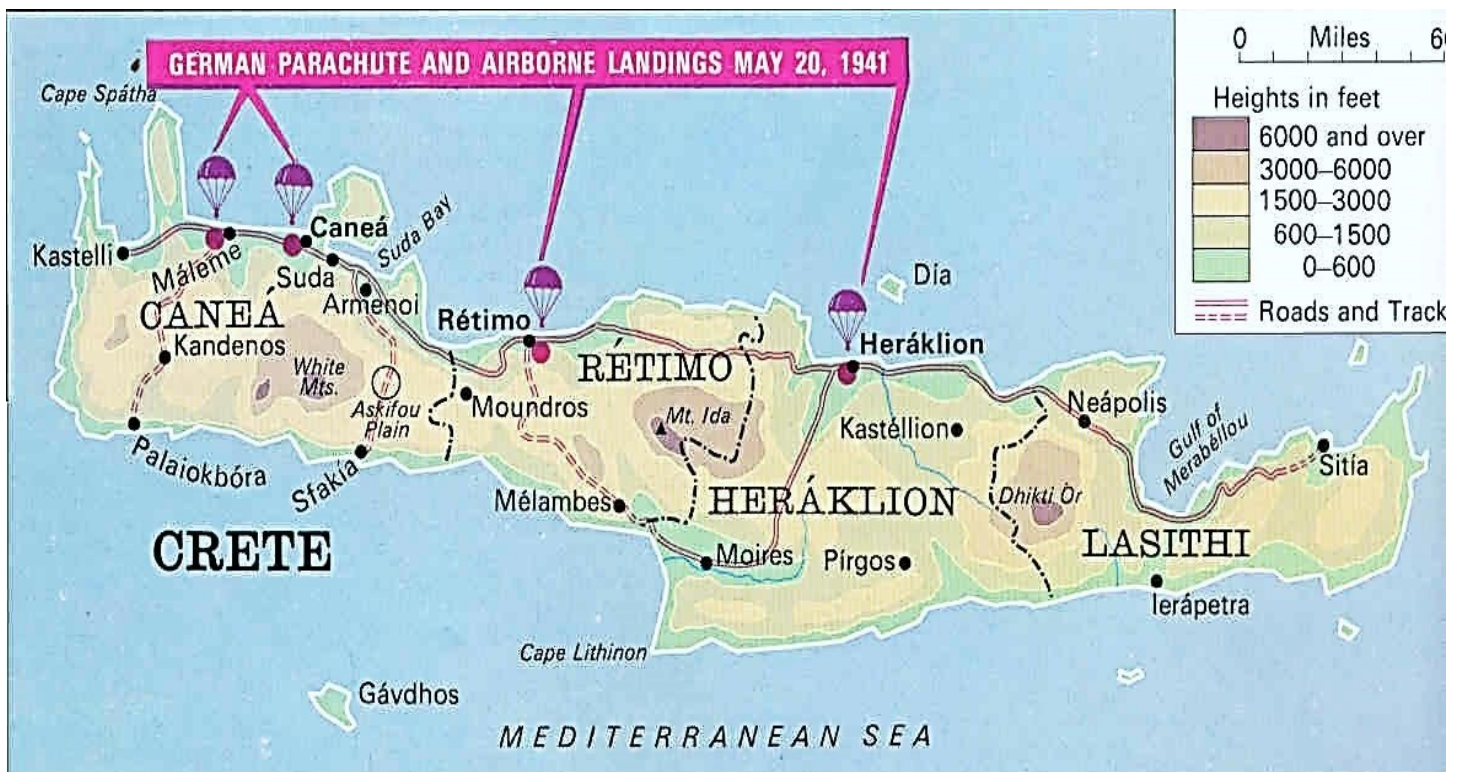 GERMAN PARACHUTE AND AIRBORNE LANDINGS MAY 20, 1941
0 Miles 6
Heights in feet
6000 and over
3000–6000
1500–3000
600–1500
0–600
Roads and Track
Cape Spátha
Kastelli
Máleme
Caneá
Suda
Suda Bay
Armenoi
CANEÁ
Kandenos
White
Mts.
Askifou
Plain
Palaiokbóra
Sfakía
Rétimo
RÉTIMO
Moundros
Mt. Ida
Mélambes
Día
Heráklion
Kastéllion
HERÁKLION
Moires
Pírgos
Neápolis
Gulf of
Merabéllou
Sitía
Dhikti Or
LASITHI
Ierápetra
CRETE
Cape Lithinon
Gávdhos
MEDITERRANEAN SEA